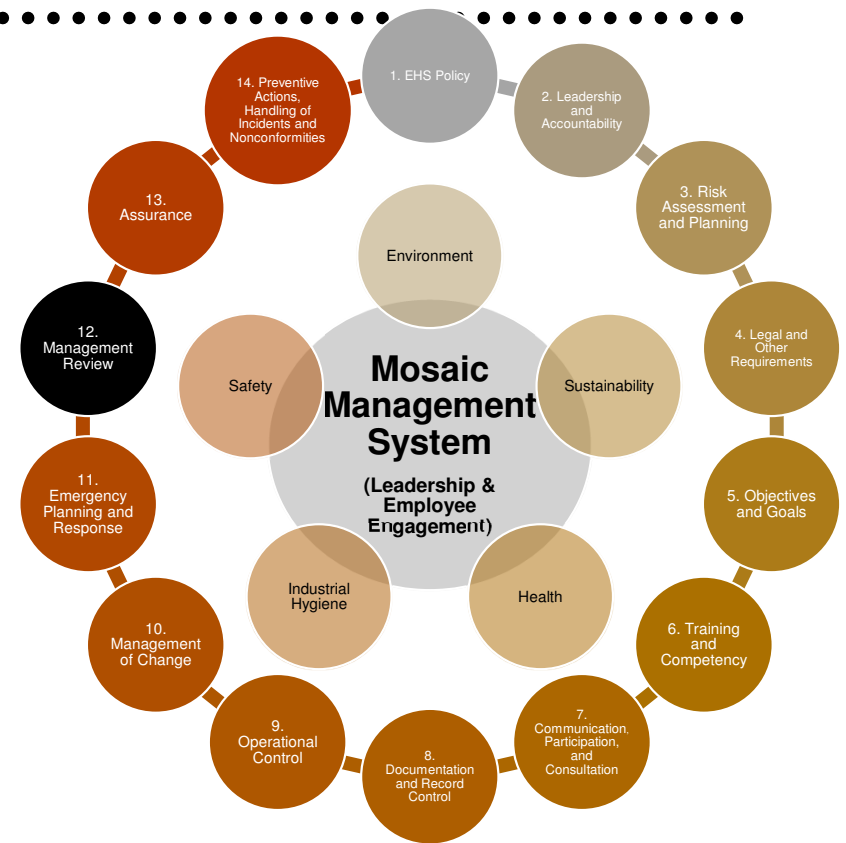 1. EHS Policy
2. Leadership
and
Accountability
3. Risk
Assessment
and Planning
4. Legal and
Other
Requirements
5. Objectives
and Goals
6. Training
and
Competency
7.
Communication,
Participation,
and
Consultation
8.
Documentation
and Record
Control
9.
Operational
Control
10.
Management
of Change
11.
Emergency
Planning and
Response
12.
Management
Review
13.
Assurance
14. Preventive
Actions,
Handling of
Incidents and
Nonconformities
Environment
Sustainability
Health
Industrial
Hygiene
Safety
Mosaic
Management
System
(Leadership &
Employee
Engagement)